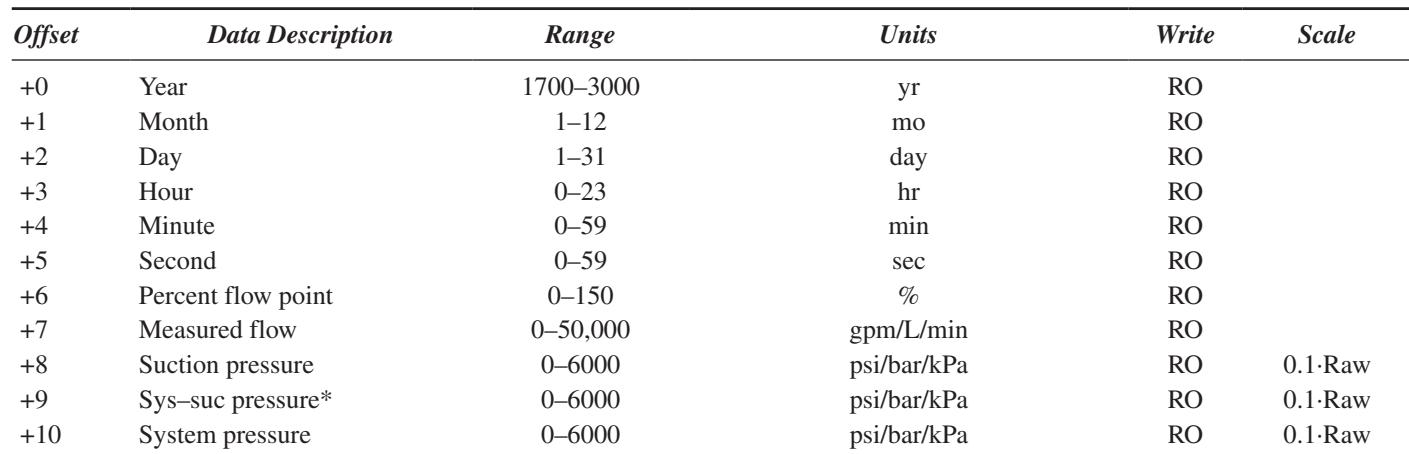 Offset Data Description Range Units Write Scale
+0 Year 1700–3000 yr RO
+1 Month 1–12 mo RO
+2 Day 1–31 day RO
+3 Hour 0–23 hr RO
+4 Minute 0–59 min RO
+5 Second 0–59 sec RO
+6 Percent flow point 0–150 % RO
+7 Measured flow 0–50,000 gpm/L/min RO
+8 Suction pressure 0–6000 psi/bar/kPa RO 0.1·Raw
+9 Sys–suc pressure* 0–6000 psi/bar/kPa RO 0.1·Raw
+10 System pressure 0–6000 psi/bar/kPa RO 0.1·Raw